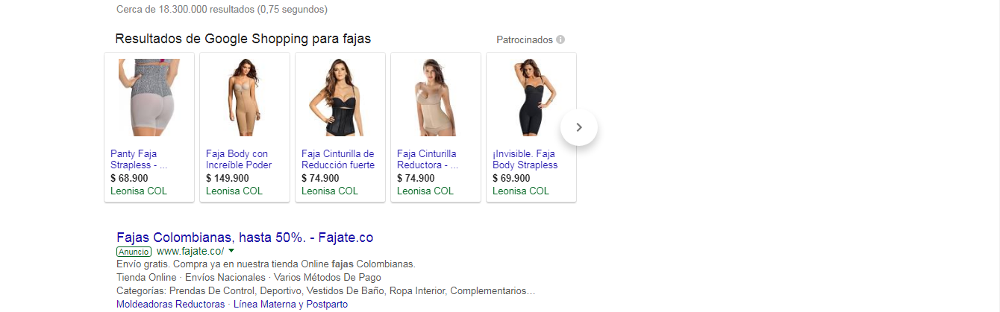 Cerca de 18.300.000 resultados (0,75 segundos)
Resultados de Google Shopping para fajas
Patrocinados
Panty Faja
Strapless - ...
$ 68.900
Leonisa COL
Faja Body con
Increíble Poder
$ 149.900
Leonisa COL
Faja Cinturilla de
Reducción fuerte
$ 74.900
Leonisa COL
Faja Cinturilla
Reductora - ...
$ 74.900
Leonisa COL
¡Invisible. Faja
Body Strapless
$ 69.900
Leonisa COL
Fajas Colombianas, hasta 50%. - Fajate.co
Anuncio www.fajate.co/
Envío gratis. Compra ya en nuestra tienda Online fajas Colombianas.
Tienda Online · Envíos Nacionales · Varios Métodos De Pago
Categorías: Prendas De Control, Deportivo, Vestidos De Baño, Ropa Interior, Complementarios…
Moldeadoras Reductoras · Línea Materna y Postparto